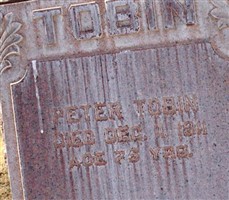 TOBIN
PETER TOBIN
DIED DEC.
AGE 73 YRS.